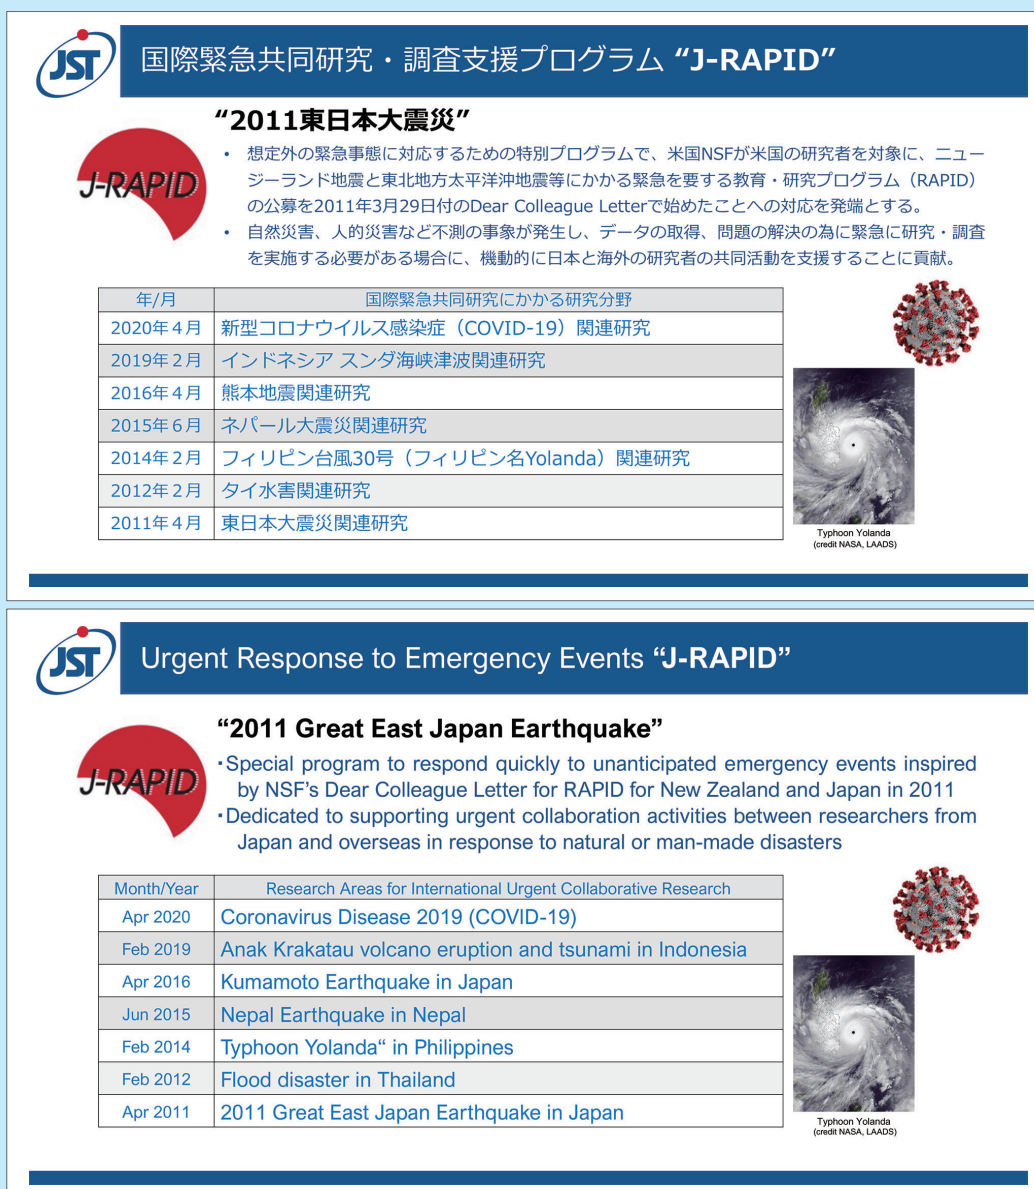 JST
国際緊急共同研究・調査支援プログラム “J-RAPID”
J-RAPID
“2011東日本大震災”
• 想定外の緊急事態に対応するための特別プログラムで、米国NSFが米国の研究者を対象に、ニュー
ジーランド地震と東北地方太平洋沖地震等にかかる緊急を要する教育・研究プログラム（RAPID）
の公募を2011年3月29日付のDear Colleague Letterで始めたことへの対応を発端とする。
• 自然災害、人的災害など不測の事象が発生し、データの取得、問題の解決の為に緊急に研究・調査
を実施する必要がある場合に、機動的に日本と海外の研究者の共同活動を支援することに貢献。
年/月 国際緊急共同研究にかかる研究分野
2020年４月 新型コロナウイルス感染症（COVID-19）関連研究
2019年２月 インドネシア スンダ海峡津波関連研究
2016年４月 熊本地震関連研究
2015年６月 ネパール大震災関連研究
2014年２月 フィリピン台風30号（フィリピン名Yolanda）関連研究
2012年２月 タイ水害関連研究
2011年４月 東日本大震災関連研究
Typhoon Yolanda
(credit NASA, LAADS)
JST
Urgent Response to Emergency Events “J-RAPID”
J-RAPID
“2011 Great East Japan Earthquake”
・Special program to respond quickly to unanticipated emergency events inspired
by NSF’s Dear Colleague Letter for RAPID for New Zealand and Japan in 2011
・Dedicated to supporting urgent collaboration activities between researchers from
Japan and overseas in response to natural or man-made disasters
Month/Year Research Areas for International Urgent Collaborative Research
Apr 2020 Coronavirus Disease 2019 (COVID-19)
Feb 2019 Anak Krakatau volcano eruption and tsunami in Indonesia
Apr 2016 Kumamoto Earthquake in Japan
Jun 2015 Nepal Earthquake in Nepal
Feb 2014 Typhoon Yolanda“ in Philippines
Feb 2012 Flood disaster in Thailand
Apr 2011 2011 Great East Japan Earthquake in Japan
Typhoon Yolanda
(credit NASA, LAADS)